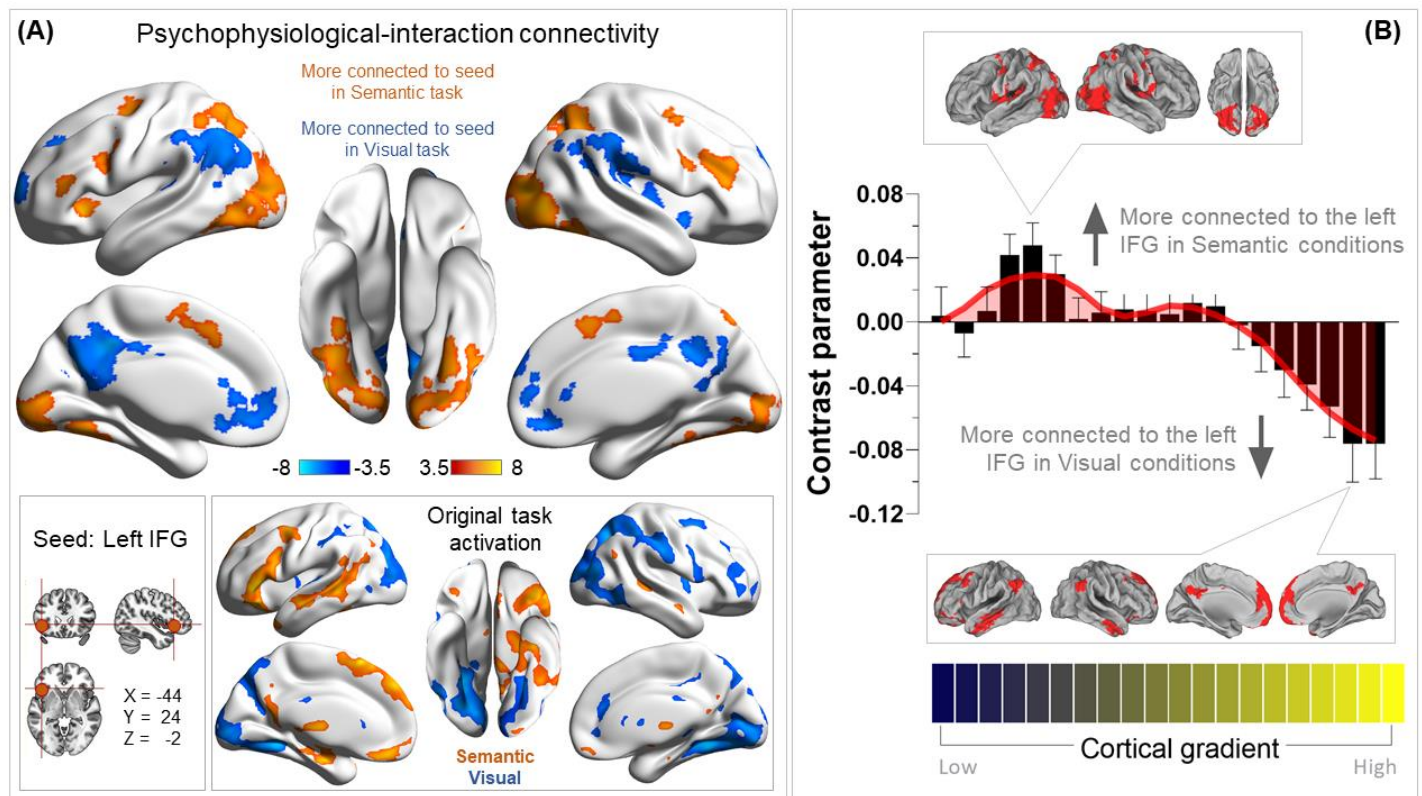 (A)
Psychophysiological-interaction connectivity
More connected to seed
in Semantic task
More connected to seed
in Visual task
-8
-3.5
3.5
8
Seed: Left IFG
X = -44
Y = 24
Z = -2
Original task
activation
Semantic
Visual
(B)
Contrast parameter
0.08
0.04
0.00
-0.04
-0.08
-0.12
More connected to the left
IFG in Semantic conditions
More connected to the left
IFG in Visual conditions
Cortical gradient
Low
High